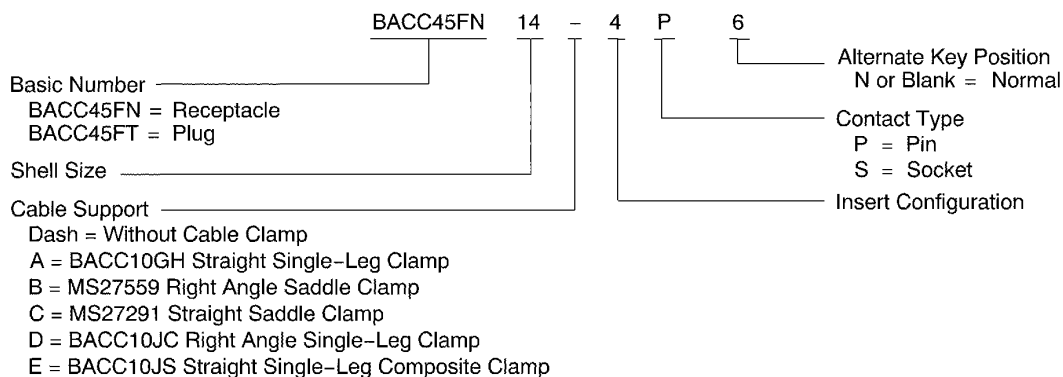 BACC45FN 14 – 4 P 6
Alternate Key Position
N or Blank = Normal
Basic Number
BACC45FN = Receptacle
BACC45FT = Plug
Contact Type
P = Pin
S = Socket
Shell Size
Insert Configuration
Cable Support
Dash = Without Cable Clamp
A = BACC10GH Straight Single–Leg Clamp
B = MS27559 Right Angle Saddle Clamp
C = MS27291 Straight Saddle Clamp
D = BACC10JC Right Angle Single–Leg Clamp
E = BACC10JS Straight Single–Leg Composite Clamp